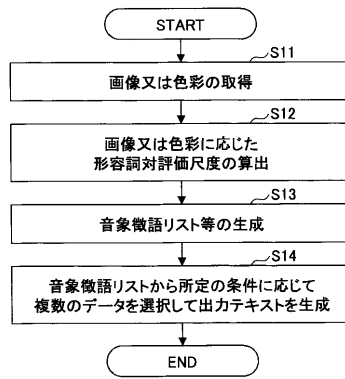 START
S11
画像又は色彩の取得
S12
画像又は色彩に応じた
形容詞対評価尺度の算出
S13
音象徴語リスト等の生成
S14
音象徴語リストから所定の条件に応じて
複数のデータを選択して出力テキストを生成
END